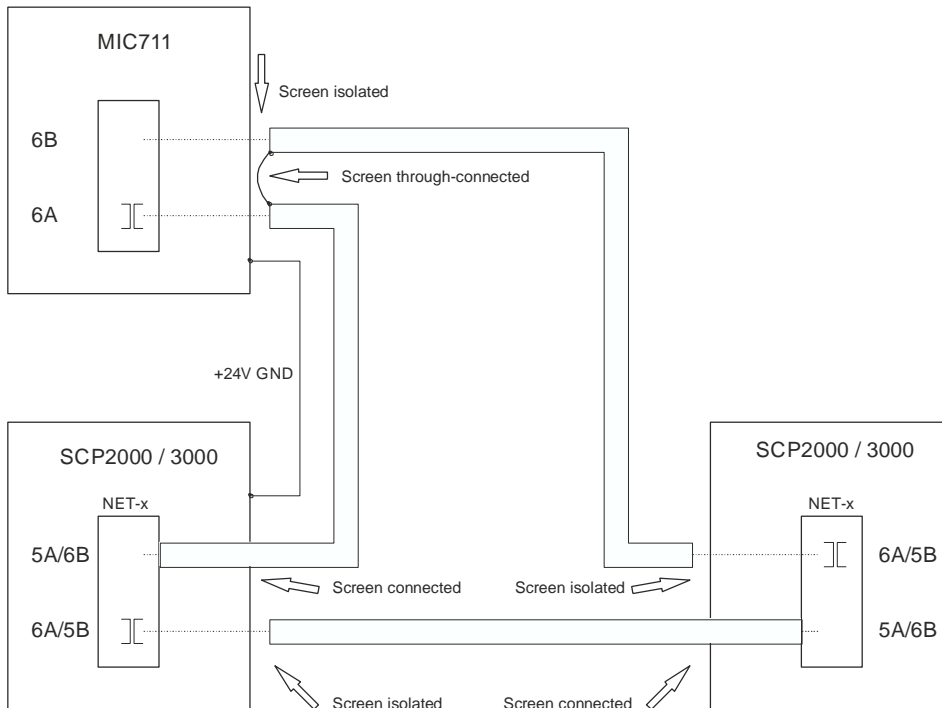 MIC711
Screen isolated
6B
Screen through-connected
6A
+24V GND
SCP2000 / 3000
SCP2000 / 3000
NET-x
NET-x
5A/6B
6A/5B
Screen connected
Screen isolated
6A/5B
5A/6B
Screen isolated
Screen connected